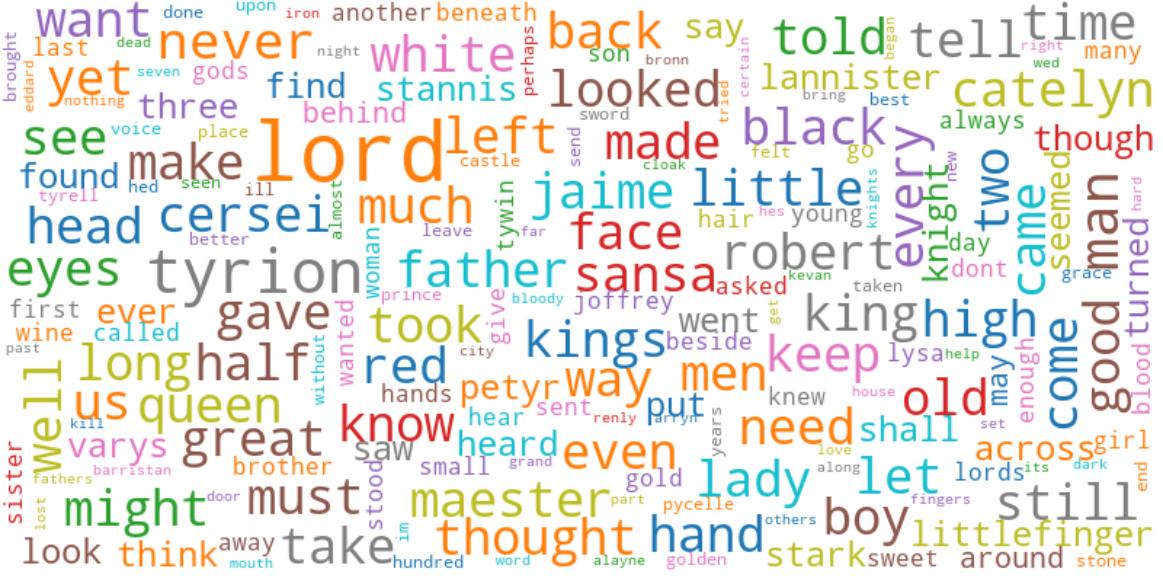 want
done
upon
iron
another
beneath
back
say
told
began
tell
time
brought
last
dead
never
night
white
perhaps
son
bronn
certain
right
many
wed
eddard
yet
seven
gods
find
stannis
looked
tried
lannister
catelyn
nothing
three
behind
sword
bring
best
see
voice
place
lord
left
castle
send
made
cloak
black
felt
go
every
always
though
found
make
tyrell
hed
seen
ill
almost
tywin
jaime
little
knights
knight
new
two
seemed
hard
head
cersei
better
much
leave
far
face
hair
hes
young
came
man
turned
day
dont
grace
eyes
tyrion
woman
father
sansa
asked
robert
kevan
taken
first
ever
gave
prince
give
bloody
joffrey
went
get
king
high
wine
called
without
wanted
took
kings
beside
past
long
half
red
city
petyr
way
men
keep
lysa
help
may
enough
come
good
blood
well
us
queen
hands
hear
sent
renly
put
arryn
years
knew
house
old
kill
varys
great
know
saw
heard
even
need
shall
set
sister
barristan
brother
stood
small
grand
gold
lady
love
along
let
lords
its
across
dark
girl
end
fathers
lost
might
door
must
maester
part
pycelle
hand
others
boy
fingers
still
littlefinger
look
think
away
mouth
take
im
hundred
thought
word
alayne
golden
stark
sweet
around
stone